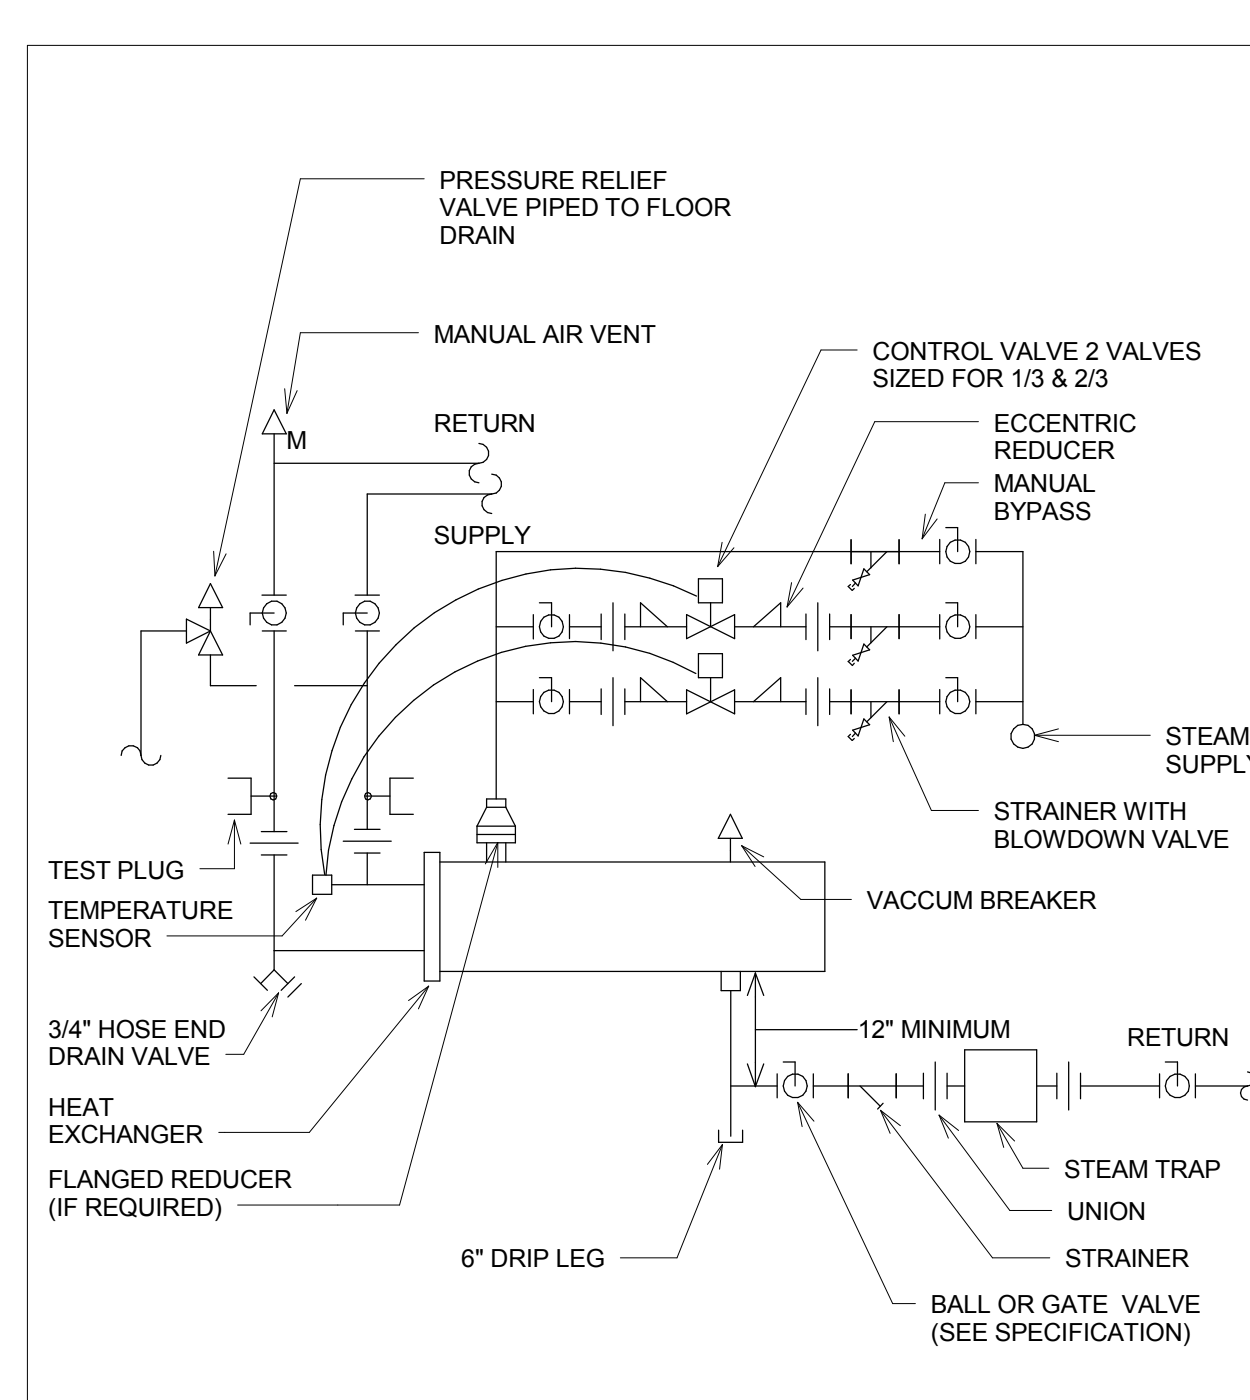 PRESSURE RELIEF
VALVE PIPED TO FLOOR
DRAIN
MANUAL AIR VENT
M
RETURN
SUPPLY
CONTROL VALVE 2 VALVES
SIZED FOR 1/3 & 2/3
ECCENTRIC
REDUCER
MANUAL
BYPASS
STEAM
SUPPLY
STRAINER WITH
BLOWDOWN VALVE
VACCUM BREAKER
TEST PLUG
TEMPERATURE
SENSOR
3/4" HOSE END
DRAIN VALVE
HEAT
EXCHANGER
FLANGED REDUCER
(IF REQUIRED)
12" MINIMUM
RETURN
STEAM TRAP
UNION
STRAINER
6" DRIP LEG
BALL OR GATE VALVE
(SEE SPECIFICATION)